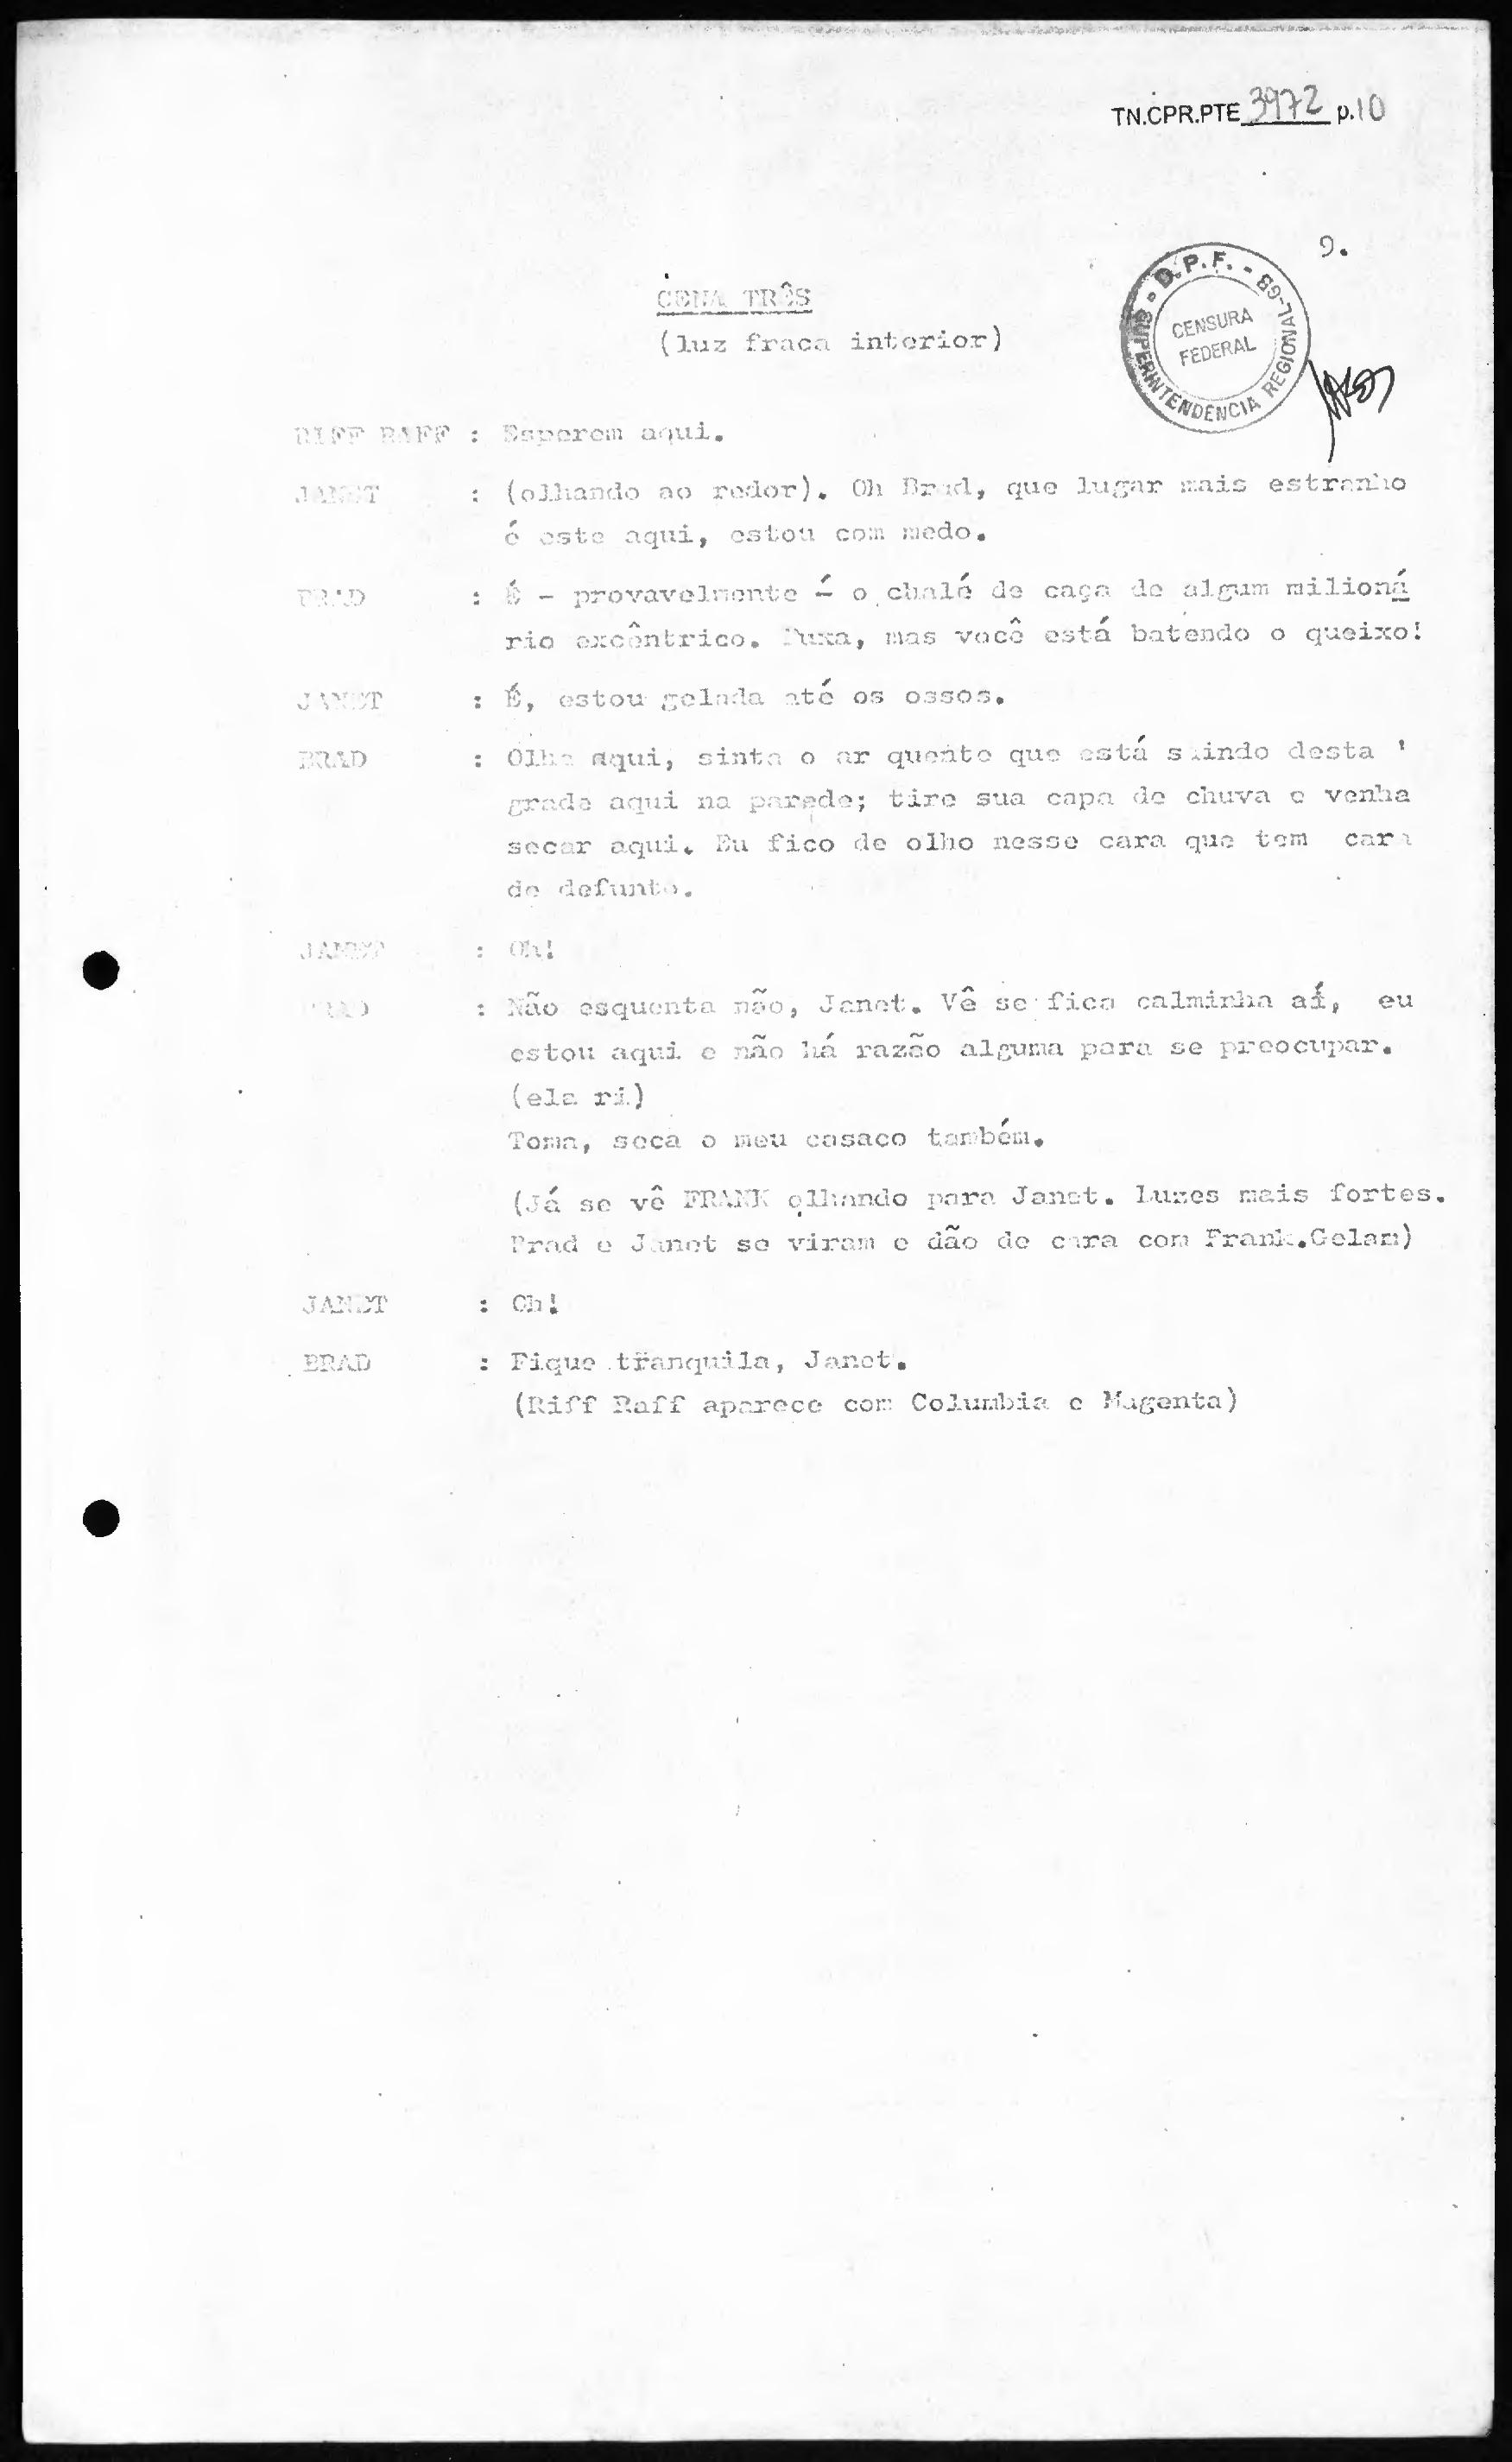 TN.CPR.PTE 3972 p.10
9.
D.P.F. - SUPERINTENDÊNCIA REGIONAL-GB
CENSURA
FEDERAL
CENA TRÊS
(luz fraca interior)
RIFF RAFF : Esperem aqui.
JANET : (olhando ao redor). Oh Brad, que lugar mais estranho
é este aqui, estou com medo.
BRAD : É - provavelmente é o chalé de caça de algum milioná
rio excêntrico. Puxa, mas você está batendo o queixo!
JANET : É, estou gelada até os ossos.
BRAD : Olhe aqui, sinta o ar quente que está saindo desta '
grade aqui na parede; tire sua capa de chuva e venha
secar aqui. Eu fico de olho nesse cara que tem cara
de defunto.
JANET : Oh!
BRAD : Não esquenta não, Janet. Vê se fica calminha aí, eu
estou aqui e não há razão alguma para se preocupar.
(ela ri)
Toma, seca o meu casaco também.
(Já se vê FRANK olhando para Janet. Luzes mais fortes.
Brad e Janet se viram e dão de cara com Frank.Gelam)
JANET : Oh!
BRAD : Fique tranquila, Janet.
(Riff Raff aparece com Columbia e Magenta)